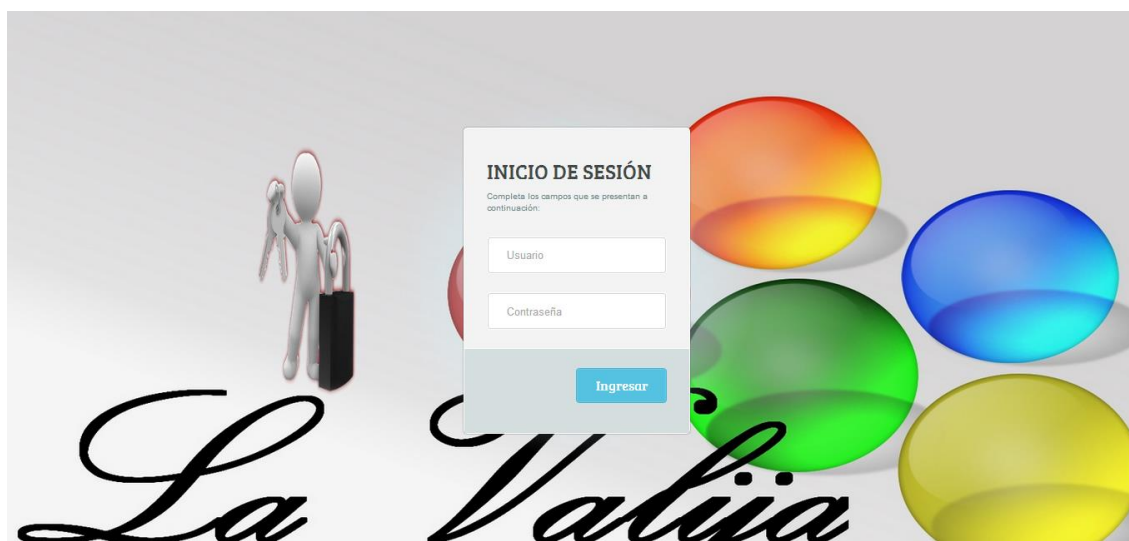 INICIO DE SESIÓN
Completa los campos que se presentan a
continuación:
Usuario
Contraseña
Ingresar
La Valija